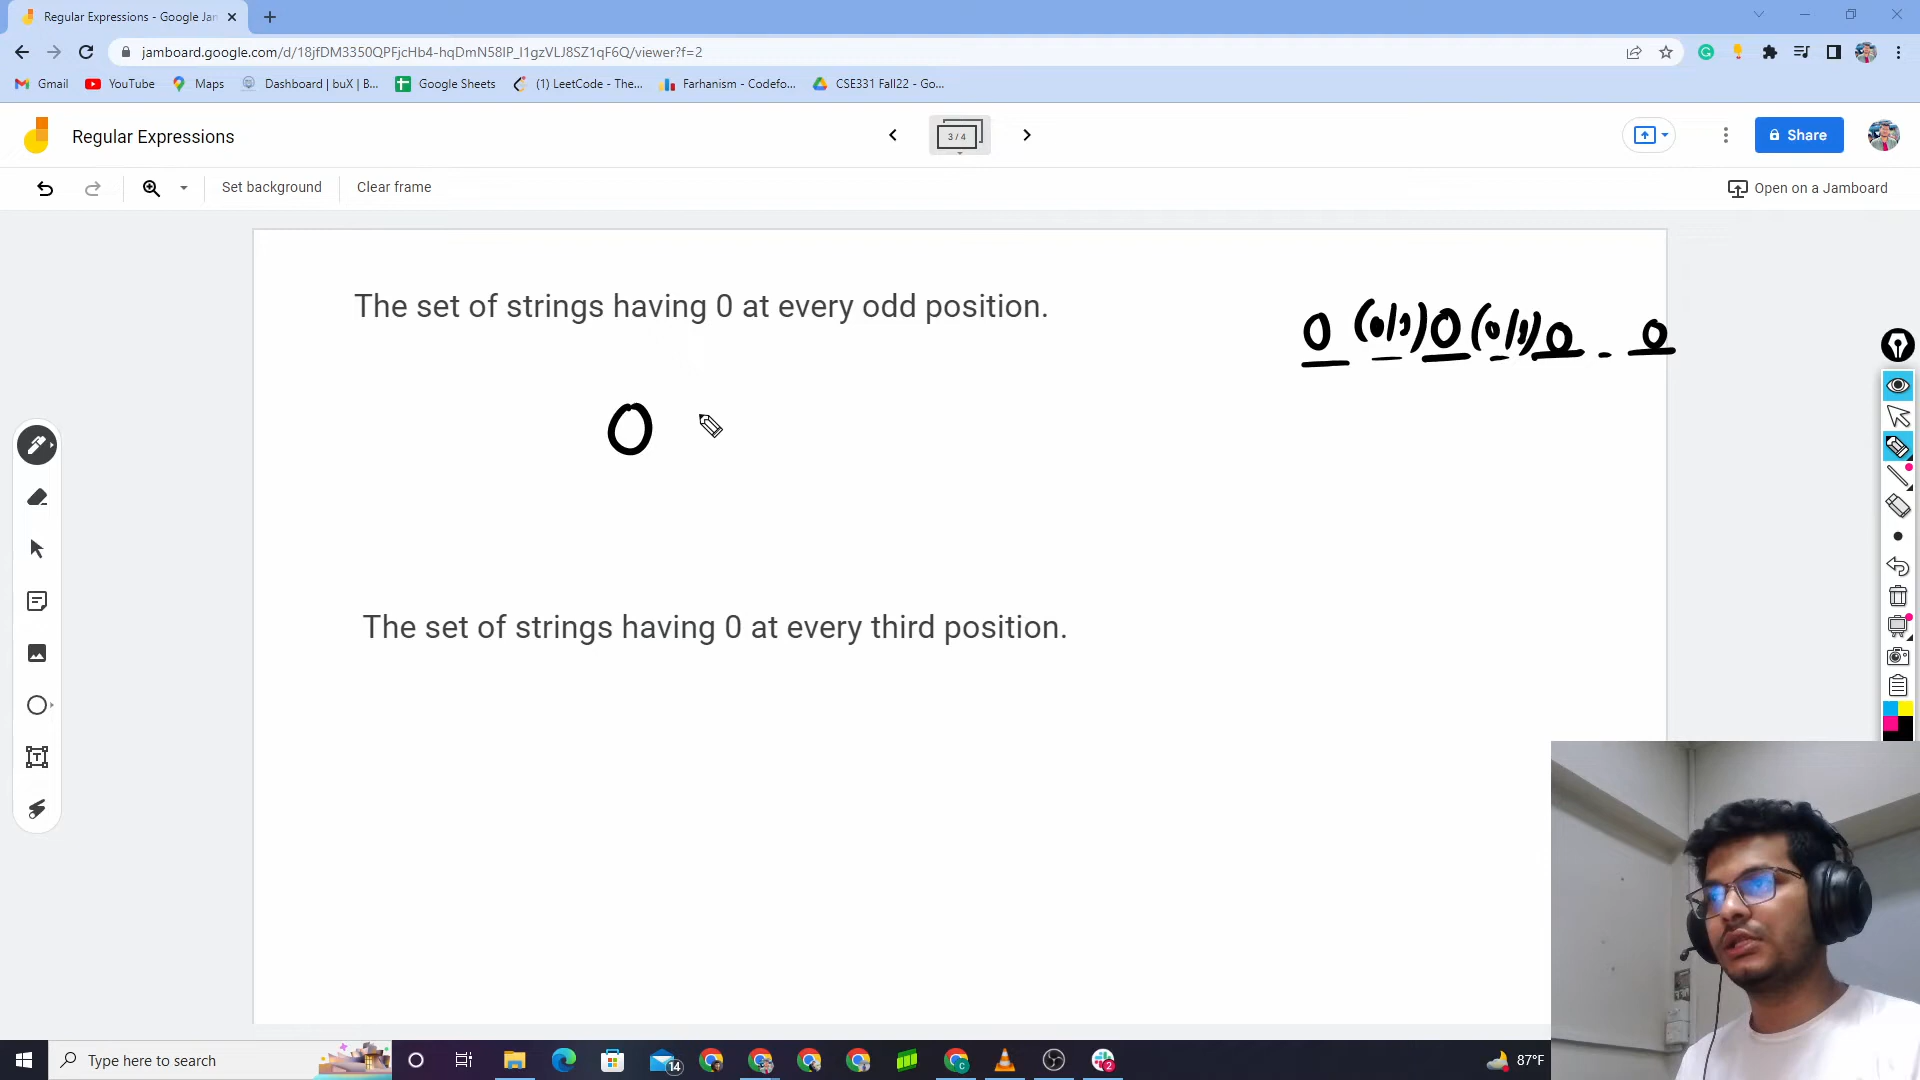 Regular Expressions - Google Jan
jamboard.google.com/d/18jfDM3350QPFjcHb4-hqDmN58IP_I1gzVLJ8SZ1qF6Q/viewer?f=2
Gmail YouTube Maps Dashboard | buX | B... Google Sheets (1) LeetCode - The... Farhanism - Codefo... CSE331 Fall22 - Go...
Regular Expressions
3 / 4
Share
Set background Clear frame
Open on a Jamboard
The set of strings having 0 at every odd position.
0 (0/1) 0 (0/1) 0 - 0
0
The set of strings having 0 at every third position.
Type here to search
14
2
87°F